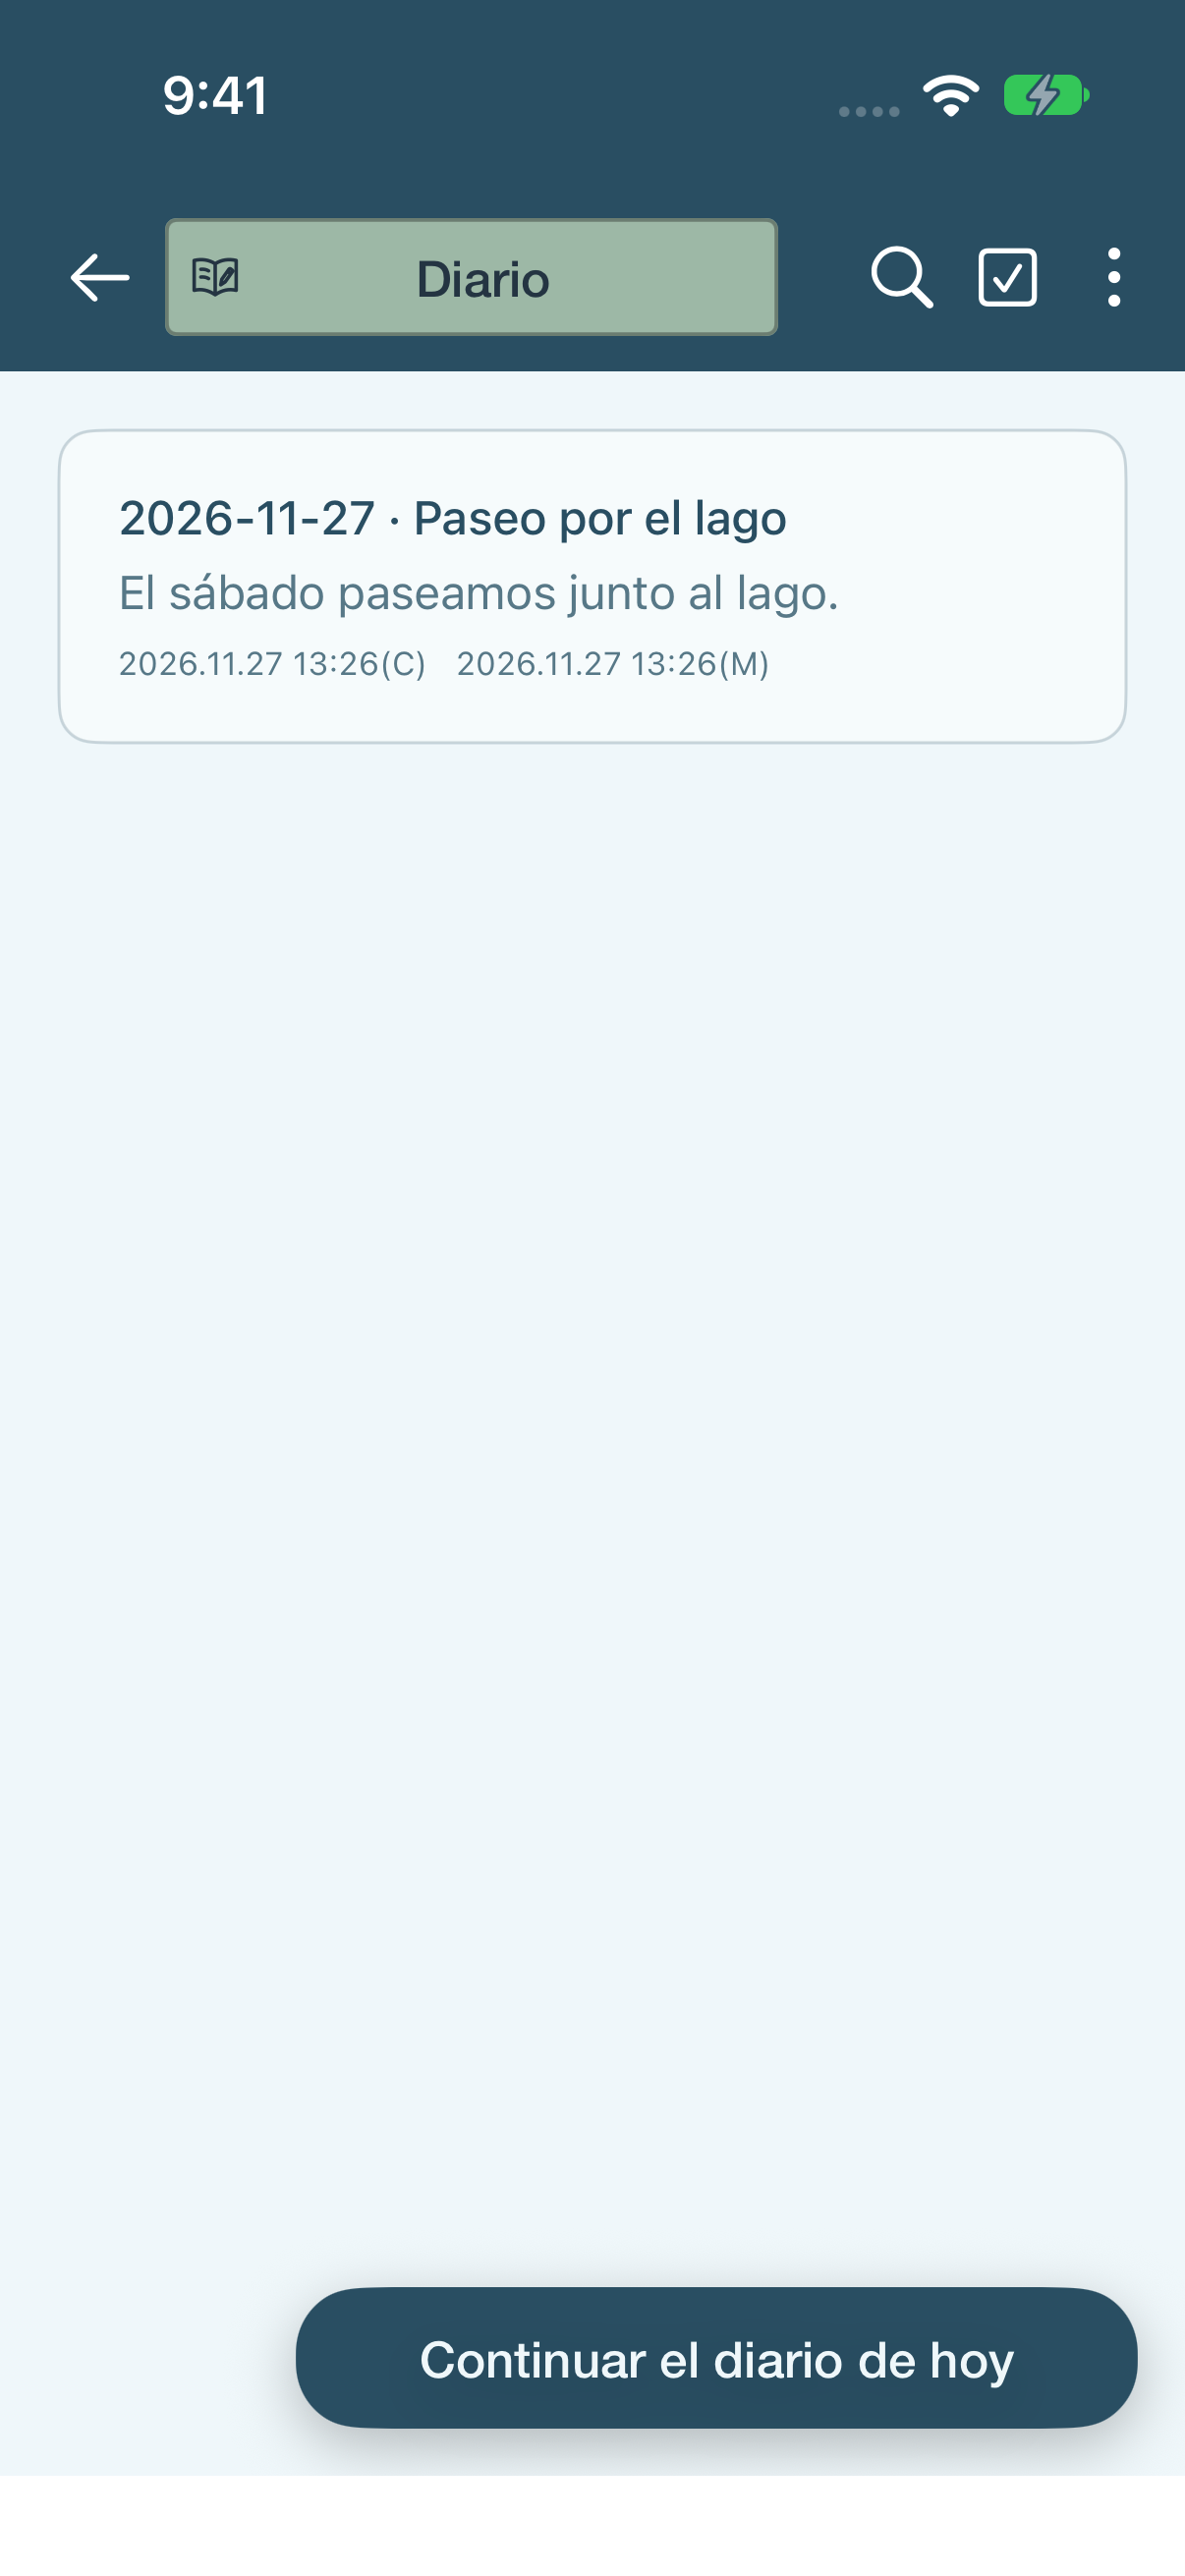 9:41
Diario
2026-11-27 · Paseo por el lago
El sábado paseamos junto al lago.
2026.11.27 13:26(C) 2026.11.27 13:26(M)
Continuar el diario de hoy